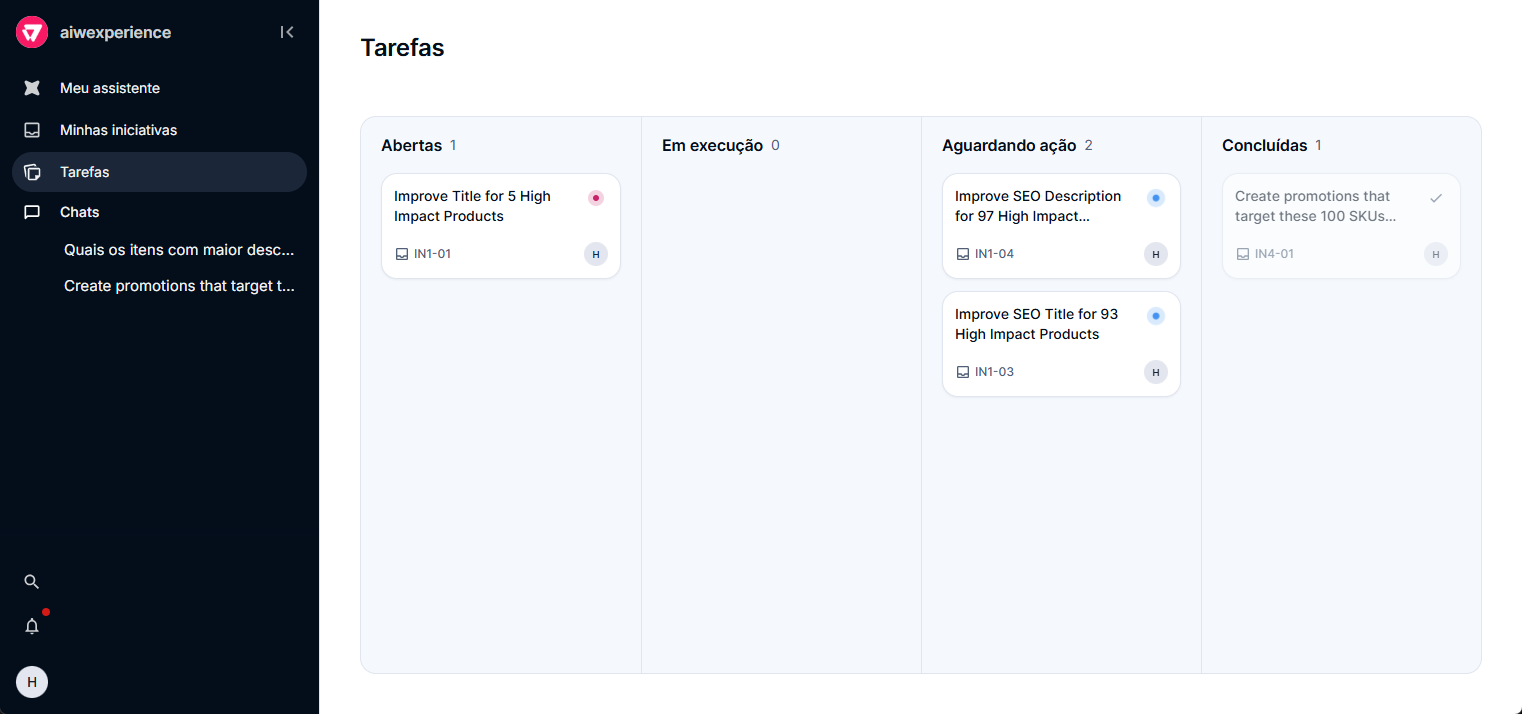 aiwexperience
Meu assistente
Minhas iniciativas
Tarefas
Chats
Quais os itens com maior desc...
Create promotions that target t...
H
Tarefas
Abertas 1
Improve Title for 5 High
Impact Products
IN1-01
H
Em execução 0
Aguardando ação 2
Improve SEO Description
for 97 High Impact...
IN1-04
H
Improve SEO Title for 93
High Impact Products
IN1-03
H
Concluídas 1
Create promotions that
target these 100 SKUs...
IN4-01
H